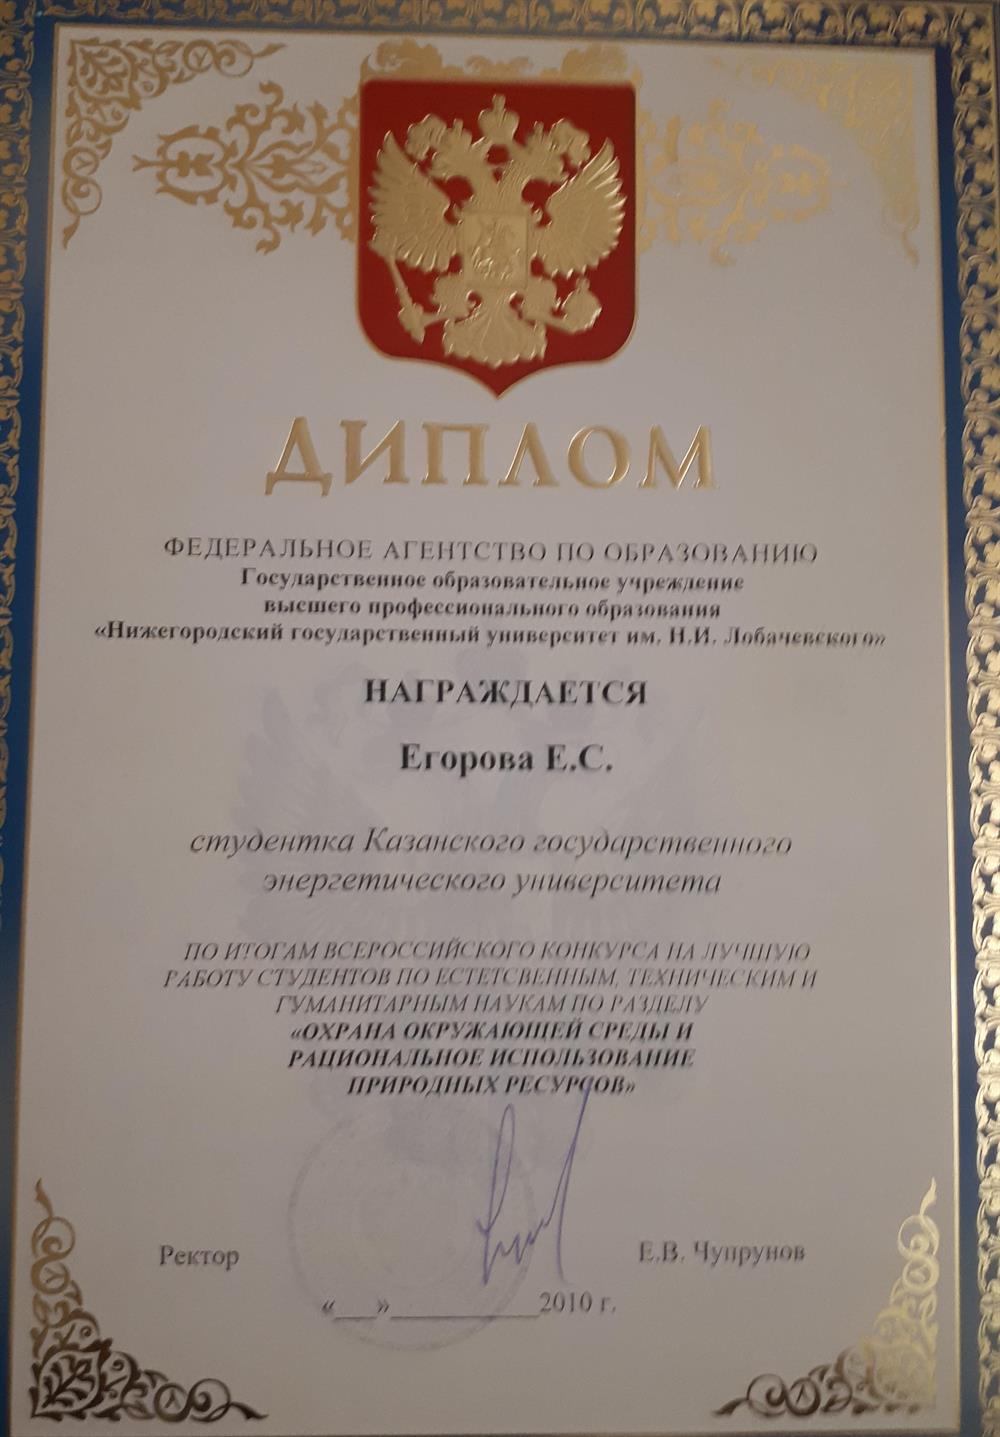 ДИПЛОМ
ФЕДЕРАЛЬНОЕ АГЕНТСТВО ПО ОБРАЗОВАНИЮ
Государственное образовательное учреждение
высшего профессионального образования
«Нижегородский государственный университет им. Н.И. Лобачевского»
НАГРАЖДАЕТСЯ
Егорова Е.С.
студентка Казанского государственного
энергетического университета
ПО ИТОГАМ ВСЕРОССИЙСКОГО КОНКУРСА НА ЛУЧШУЮ
РАБОТУ СТУДЕНТОВ ПО ЕСТЕТСВЕННЫМ, ТЕХНИЧЕСКИМ И
ГУМАНИТАРНЫМ НАУКАМ ПО РАЗДЕЛУ
«ОХРАНА ОКРУЖАЮЩЕЙ СРЕДЫ И
РАЦИОНАЛЬНОЕ ИСПОЛЬЗОВАНИЕ
ПРИРОДНЫХ РЕСУРСОВ»
Ректор Е.В. Чупрунов
«___»___________2010 г.